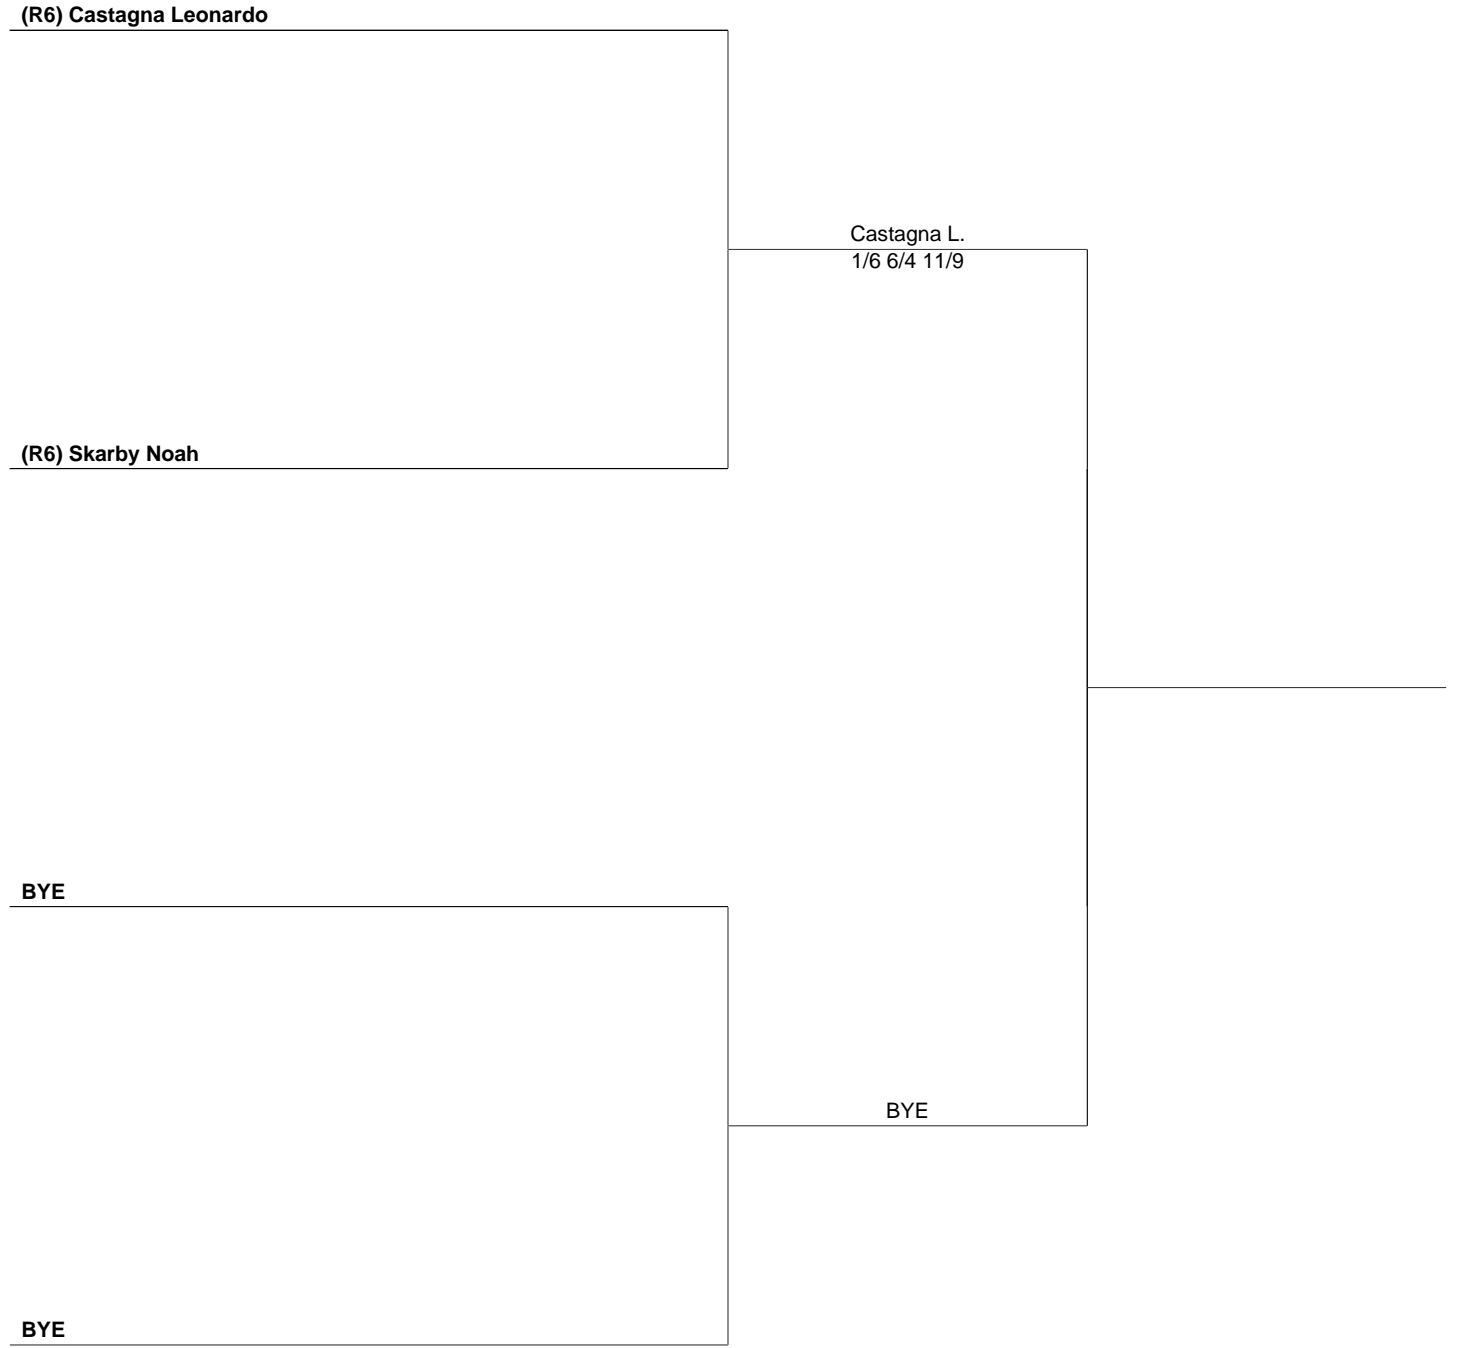 (R6) Castagna Leonardo
Castagna L.
1/6 6/4 11/9
(R6) Skarby Noah
BYE
BYE
BYE